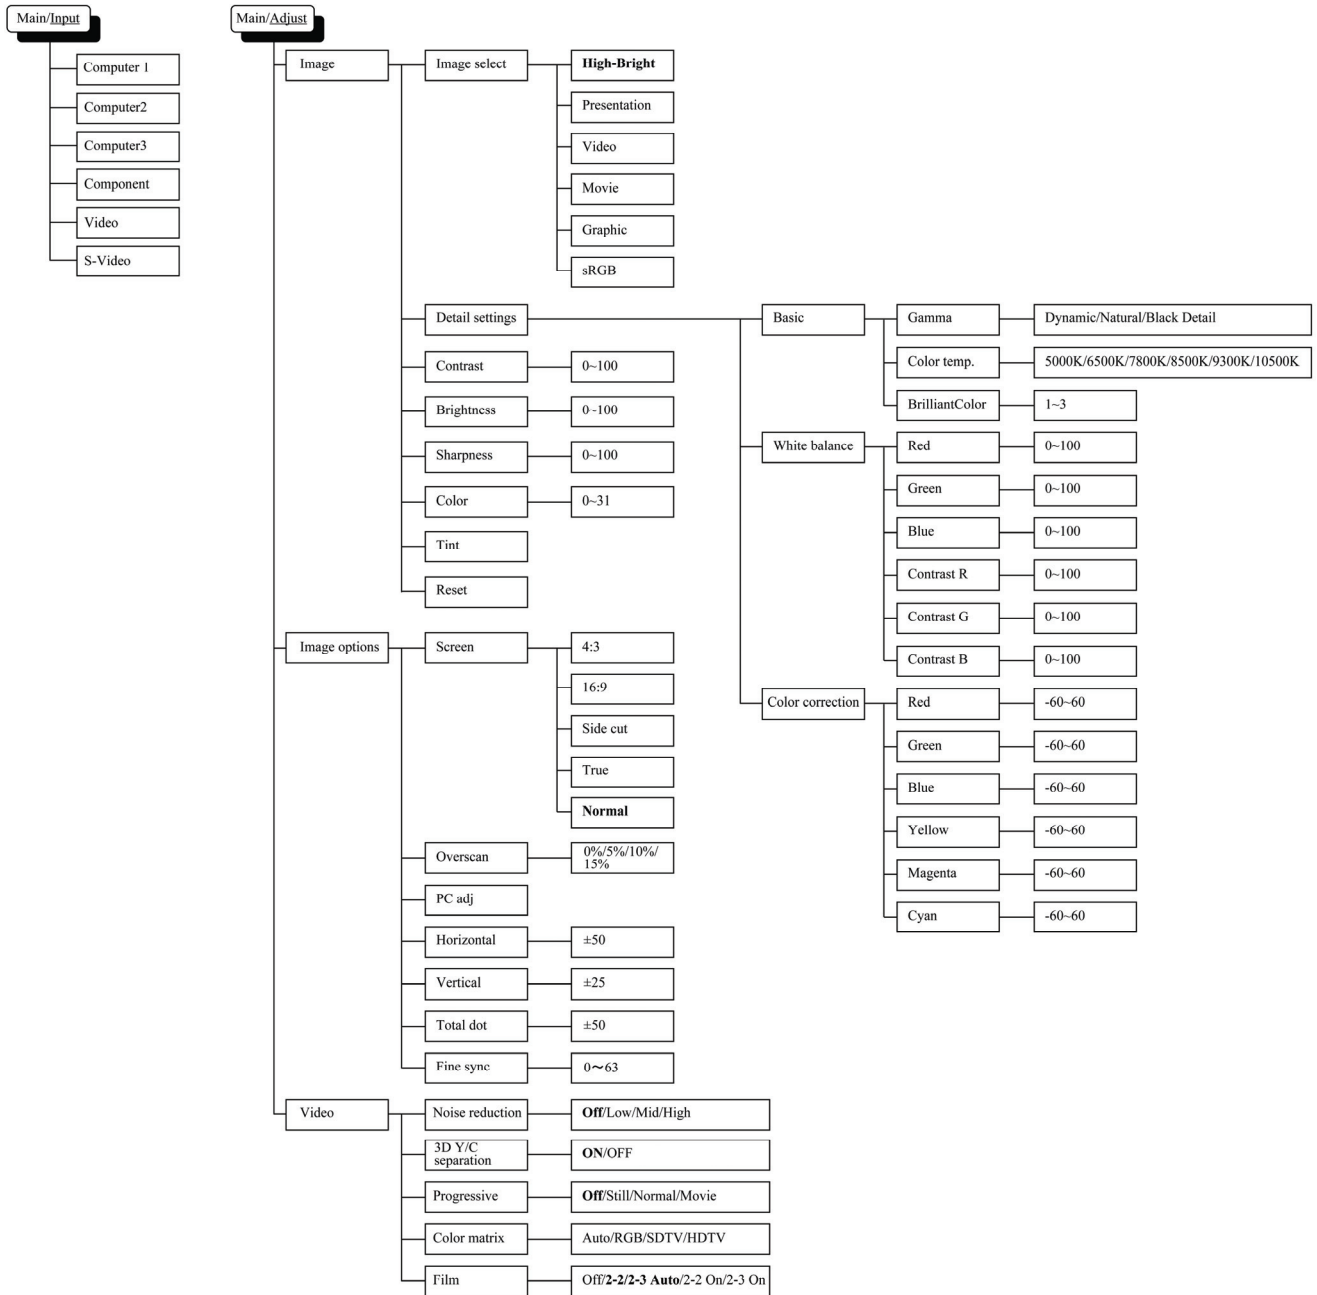 Main/Input
Computer 1
Computer2
Computer3
Component
Video
S-Video
Main/Adjust
Image
Image select
High-Bright
Presentation
Video
Movie
Graphic
sRGB
Detail settings
Basic
Gamma
Dynamic/Natural/Black Detail
Color temp.
5000K/6500K/7800K/8500K/9300K/10500K
BrilliantColor
1~3
White balance
Red
0~100
Green
0~100
Blue
0~100
Contrast R
0~100
Contrast G
0~100
Contrast B
0~100
Color correction
Red
-60~60
Green
-60~60
Blue
-60~60
Yellow
-60~60
Magenta
-60~60
Cyan
-60~60
Contrast
0~100
Brightness
0~100
Sharpness
0~100
Color
0~31
Tint
Reset
Image options
Screen
4:3
16:9
Side cut
True
Normal
Overscan
0%/5%/10%/
15%
PC adj
Horizontal
±50
Vertical
±25
Total dot
±50
Fine sync
0～63
Video
Noise reduction
Off/Low/Mid/High
3D Y/C
separation
ON/OFF
Progressive
Off/Still/Normal/Movie
Color matrix
Auto/RGB/SDTV/HDTV
Film
Off/2-2/2-3 Auto/2-2 On/2-3 On